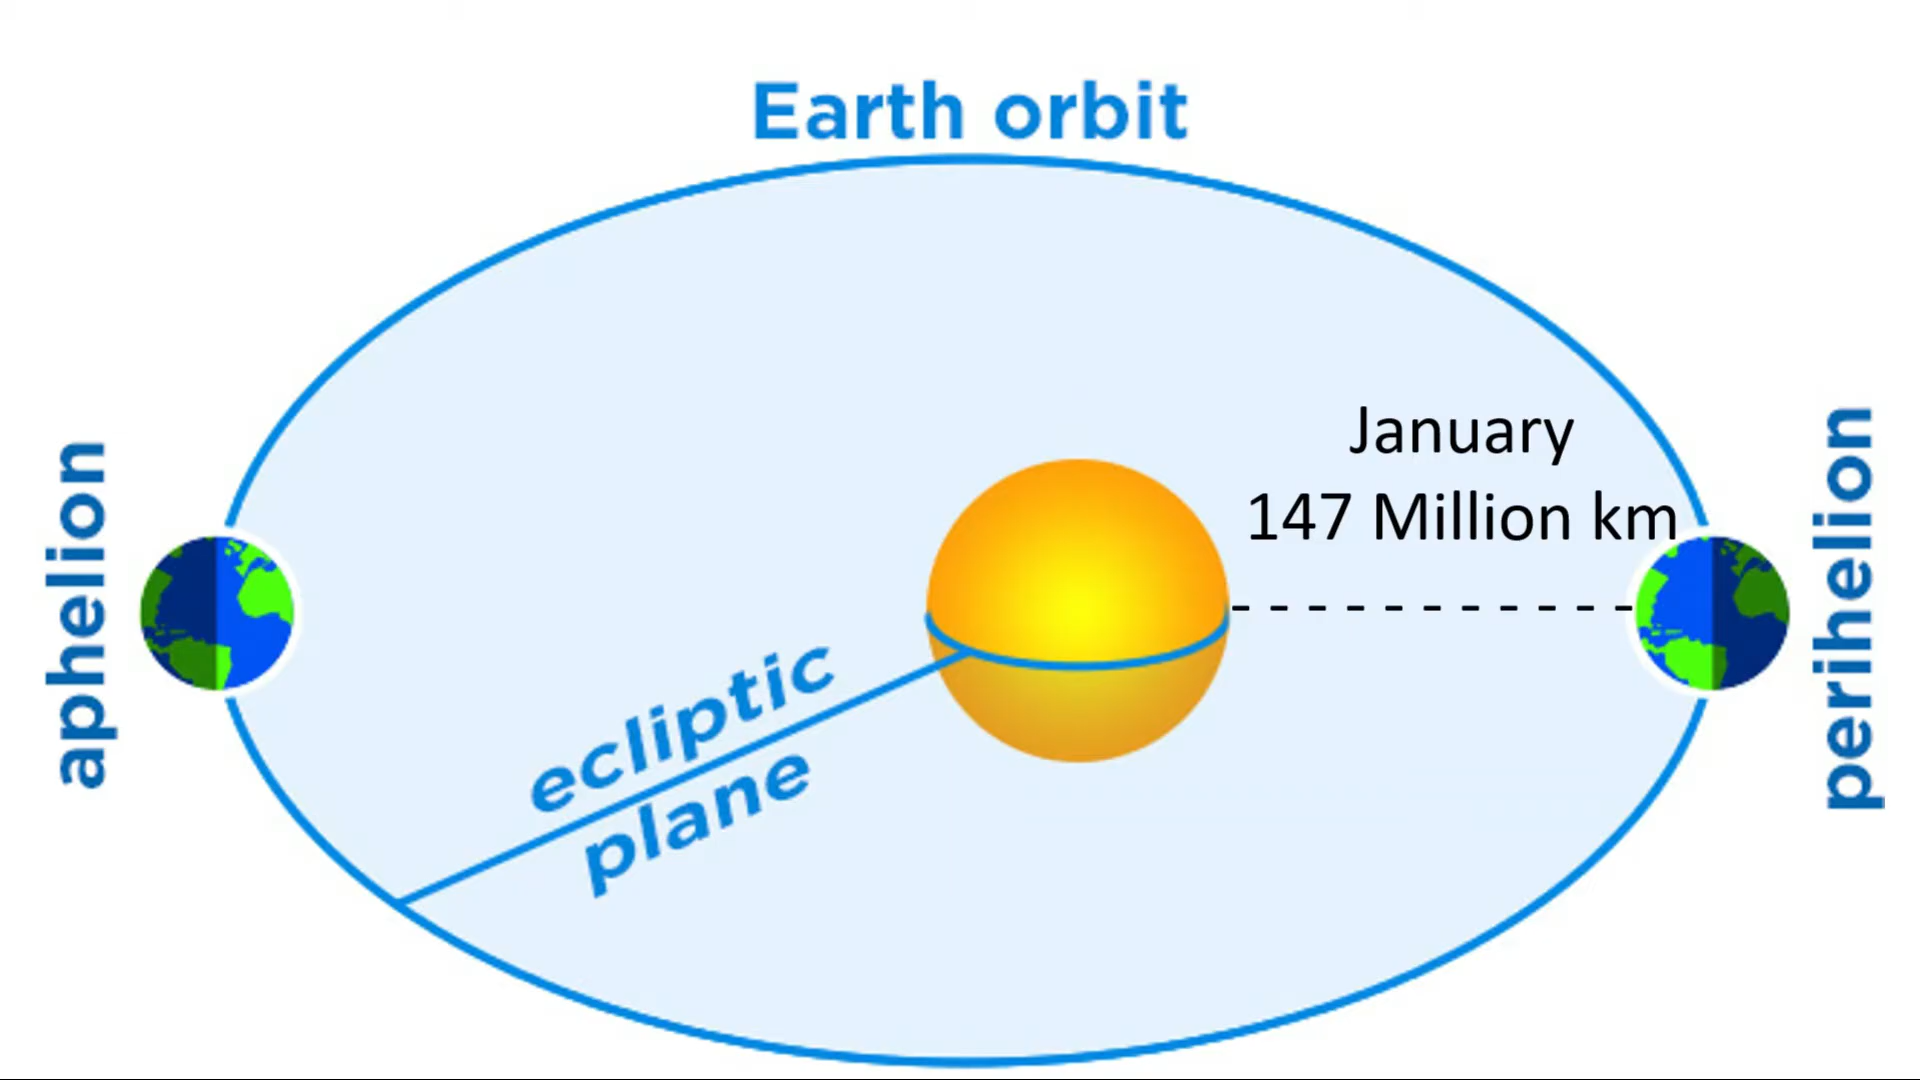 Earth orbit
January
147 Million km
aphelion
perihelion
ecliptic
plane